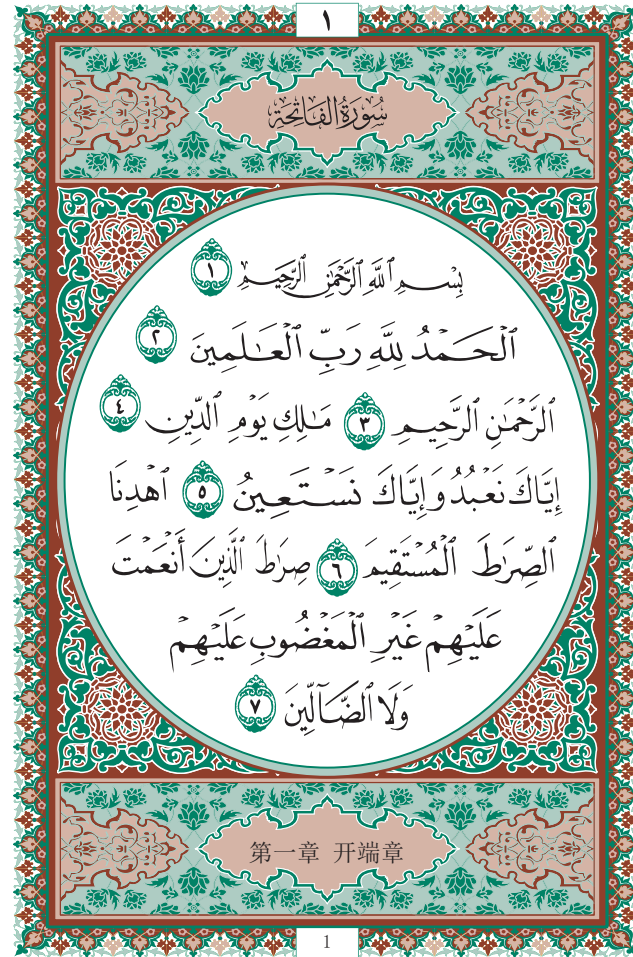 ١
سُورَةُ الفَاتِحَةِ
بِسْمِ ٱللَّهِ ٱلرَّحْمَٰنِ ٱلرَّحِيمِ ١
ٱلْحَمْدُ لِلَّهِ رَبِّ ٱلْعَٰلَمِينَ ٢
ٱلرَّحْمَٰنِ ٱلرَّحِيمِ ٣ مَٰلِكِ يَوْمِ ٱلدِّينِ ٤
إِيَّاكَ نَعْبُدُ وَإِيَّاكَ نَسْتَعِينُ ٥ ٱهْدِنَا
ٱلصِّرَٰطَ ٱلْمُسْتَقِيمَ ٦ صِرَٰطَ ٱلَّذِينَ أَنْعَمْتَ
عَلَيْهِمْ غَيْرِ ٱلْمَغْضُوبِ عَلَيْهِمْ
وَلَا ٱلضَّآلِّينَ ٧
第一章 开端章
1